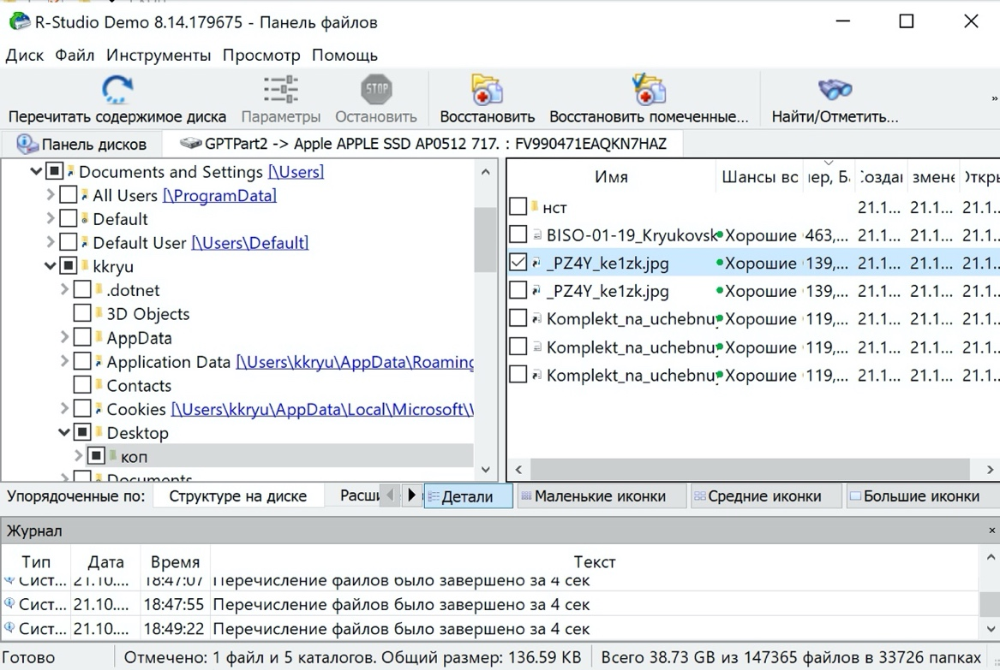 R-Studio Demo 8.14.179675 - Панель файлов
Диск Файл Инструменты Просмотр Помощь
Перечитать содержимое диска Параметры Остановить Восстановить Восстановить помеченные... Найти/Отметить... »
STOP
Панель дисков GPTPart2 -> Apple APPLE SSD AP0512 717. : FV990471EAQKN7HAZ
Documents and Settings [\Users]
All Users [\ProgramData]
Default
Default User [\Users\Default]
kkryu
.dotnet
3D Objects
AppData
Application Data [\Users\kkryu\AppData\Roaming
Contacts
Cookies [\Users\kkryu\AppData\Local\Microsoft\W
Desktop
коп
Documents
Имя Шансы вс
нст 21.1... 21.1... 21.1..
BISO-01-19_Kryukovsk Хорошие 463,... 21.1... 21.1... 21.1..
_PZ4Y_ke1zk.jpg Хорошие 139,... 21.1... 21.1... 21.1..
_PZ4Y_ke1zk.jpg Хорошие 139,... 21.1... 21.1... 21.1..
Komplekt_na_uchebnuy Хорошие 119,... 21.1... 21.1... 21.1..
Komplekt_na_uchebnuy Хорошие 119,... 21.1... 21.1... 21.1..
Komplekt_na_uchebnuy Хорошие 119,... 21.1... 21.1... 21.1..
Упорядоченные по: Структуре на диске Расши Детали Маленькие иконки Средние иконки Большие иконки
Журнал
Тип Дата Время Текст
Сист... 21.10.... 18:47:07 Перечисление файлов было завершено за 4 сек
Сист... 21.10.... 18:47:55 Перечисление файлов было завершено за 4 сек
Сист... 21.10.... 18:49:22 Перечисление файлов было завершено за 4 сек
Готово Отмечено: 1 файл и 5 каталогов. Общий размер: 136.59 KB Всего 38.73 GB из 147365 файлов в 33726 папках